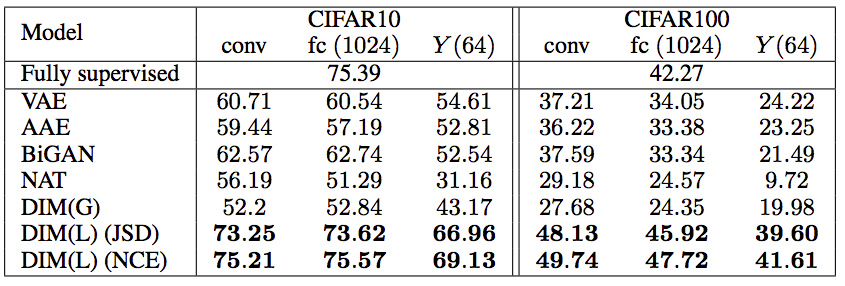 Model CIFAR10 CIFAR100
conv fc (1024) Y(64) conv fc (1024) Y(64)
Fully supervised 75.39 42.27
VAE 60.71 60.54 54.61 37.21 34.05 24.22
AAE 59.44 57.19 52.81 36.22 33.38 23.25
BiGAN 62.57 62.74 52.54 37.59 33.34 21.49
NAT 56.19 51.29 31.16 29.18 24.57 9.72
DIM(G) 52.2 52.84 43.17 27.68 24.35 19.98
DIM(L) (JSD) 73.25 73.62 66.96 48.13 45.92 39.60
DIM(L) (NCE) 75.21 75.57 69.13 49.74 47.72 41.61